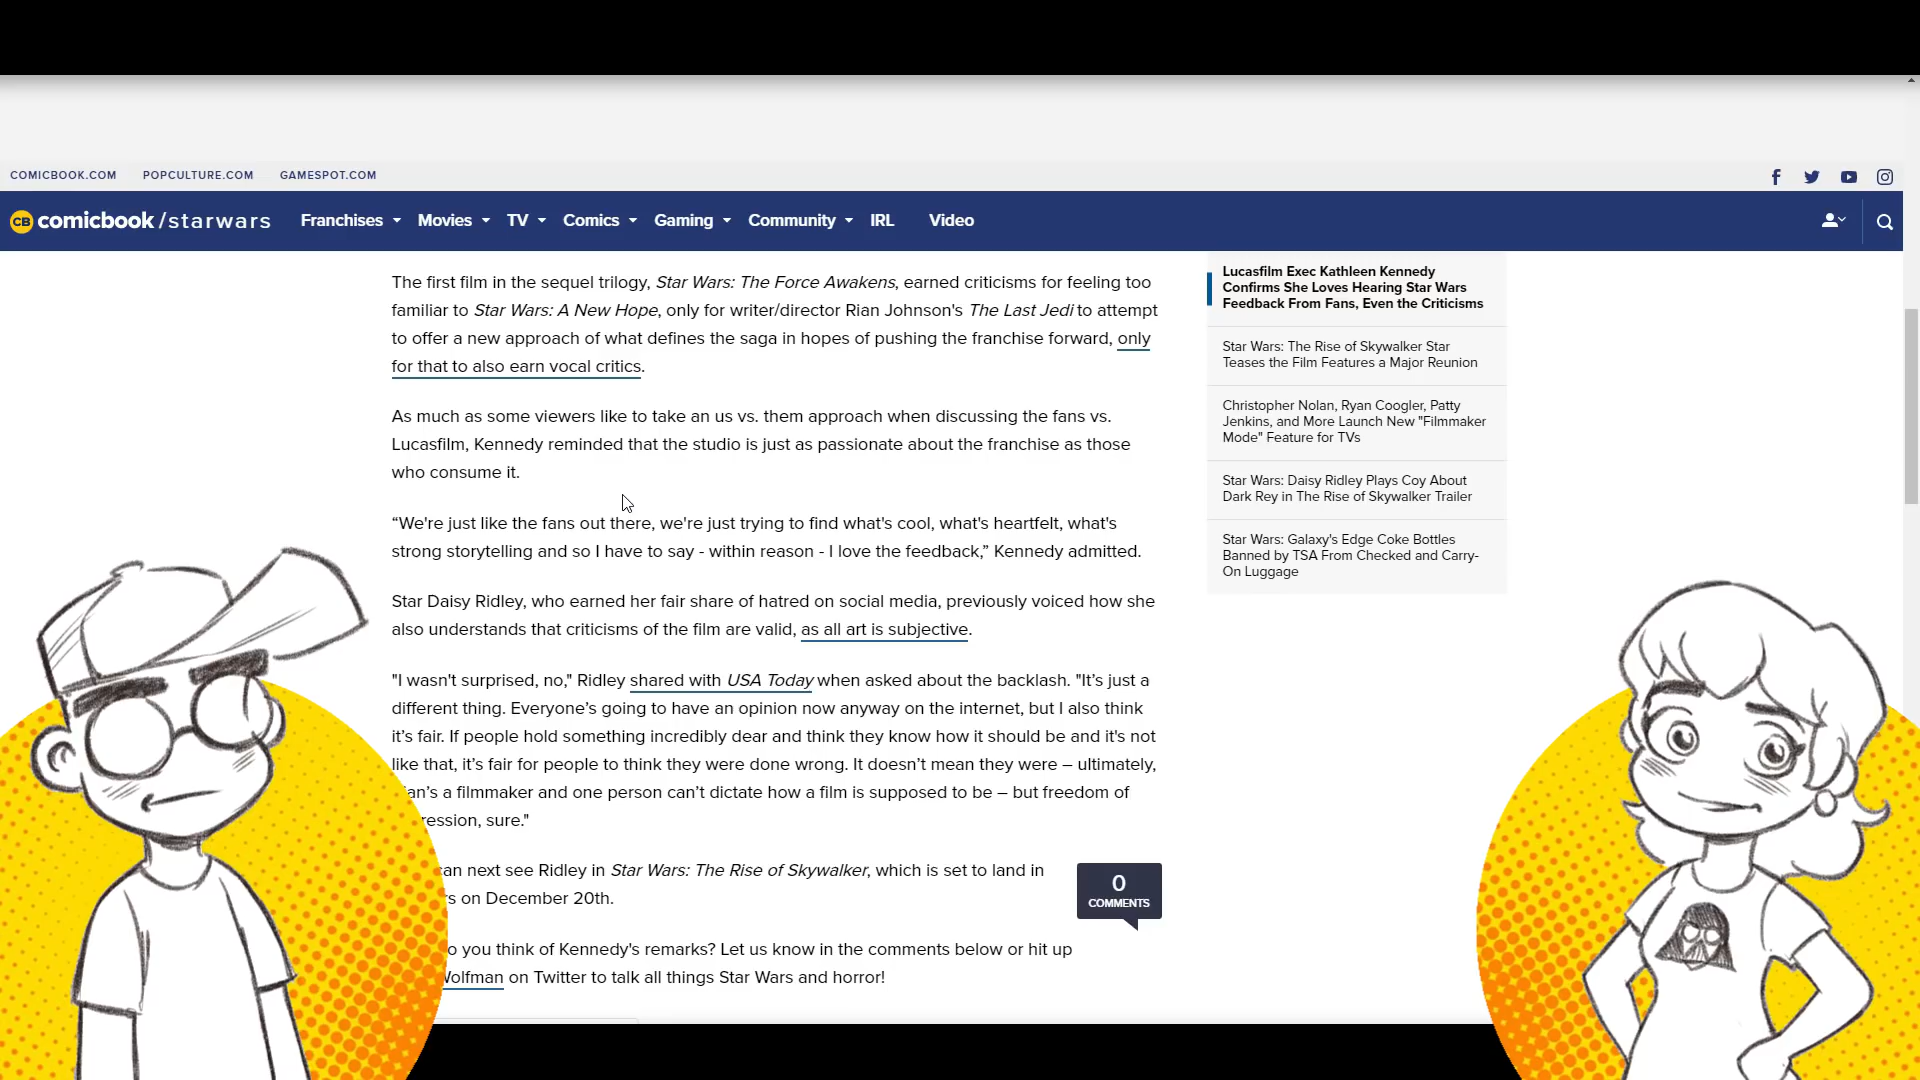 COMICBOOK.COM POPCULTURE.COM GAMESPOT.COM
CB comicbook/starwars Franchises Movies TV Comics Gaming Community IRL Video
The first film in the sequel trilogy, Star Wars: The Force Awakens, earned criticisms for feeling too
familiar to Star Wars: A New Hope, only for writer/director Rian Johnson's The Last Jedi to attempt
to offer a new approach of what defines the saga in hopes of pushing the franchise forward, only
for that to also earn vocal critics.
As much as some viewers like to take an us vs. them approach when discussing the fans vs.
Lucasfilm, Kennedy reminded that the studio is just as passionate about the franchise as those
who consume it.
“We're just like the fans out there, we're just trying to find what's cool, what's heartfelt, what's
strong storytelling and so I have to say - within reason - I love the feedback,” Kennedy admitted.
Star Daisy Ridley, who earned her fair share of hatred on social media, previously voiced how she
also understands that criticisms of the film are valid, as all art is subjective.
"I wasn't surprised, no," Ridley shared with USA Today when asked about the backlash. "It’s just a
different thing. Everyone’s going to have an opinion now anyway on the internet, but I also think
it’s fair. If people hold something incredibly dear and think they know how it should be and it's not
like that, it’s fair for people to think they were done wrong. It doesn’t mean they were – ultimately,
an’s a filmmaker and one person can’t dictate how a film is supposed to be – but freedom of
ression, sure."
an next see Ridley in Star Wars: The Rise of Skywalker, which is set to land in
s on December 20th.
o you think of Kennedy's remarks? Let us know in the comments below or hit up
Wolfman on Twitter to talk all things Star Wars and horror!
0
COMMENTS
Lucasfilm Exec Kathleen Kennedy
Confirms She Loves Hearing Star Wars
Feedback From Fans, Even the Criticisms
Star Wars: The Rise of Skywalker Star
Teases the Film Features a Major Reunion
Christopher Nolan, Ryan Coogler, Patty
Jenkins, and More Launch New "Filmmaker
Mode" Feature for TVs
Star Wars: Daisy Ridley Plays Coy About
Dark Rey in The Rise of Skywalker Trailer
Star Wars: Galaxy's Edge Coke Bottles
Banned by TSA From Checked and Carry-
On Luggage